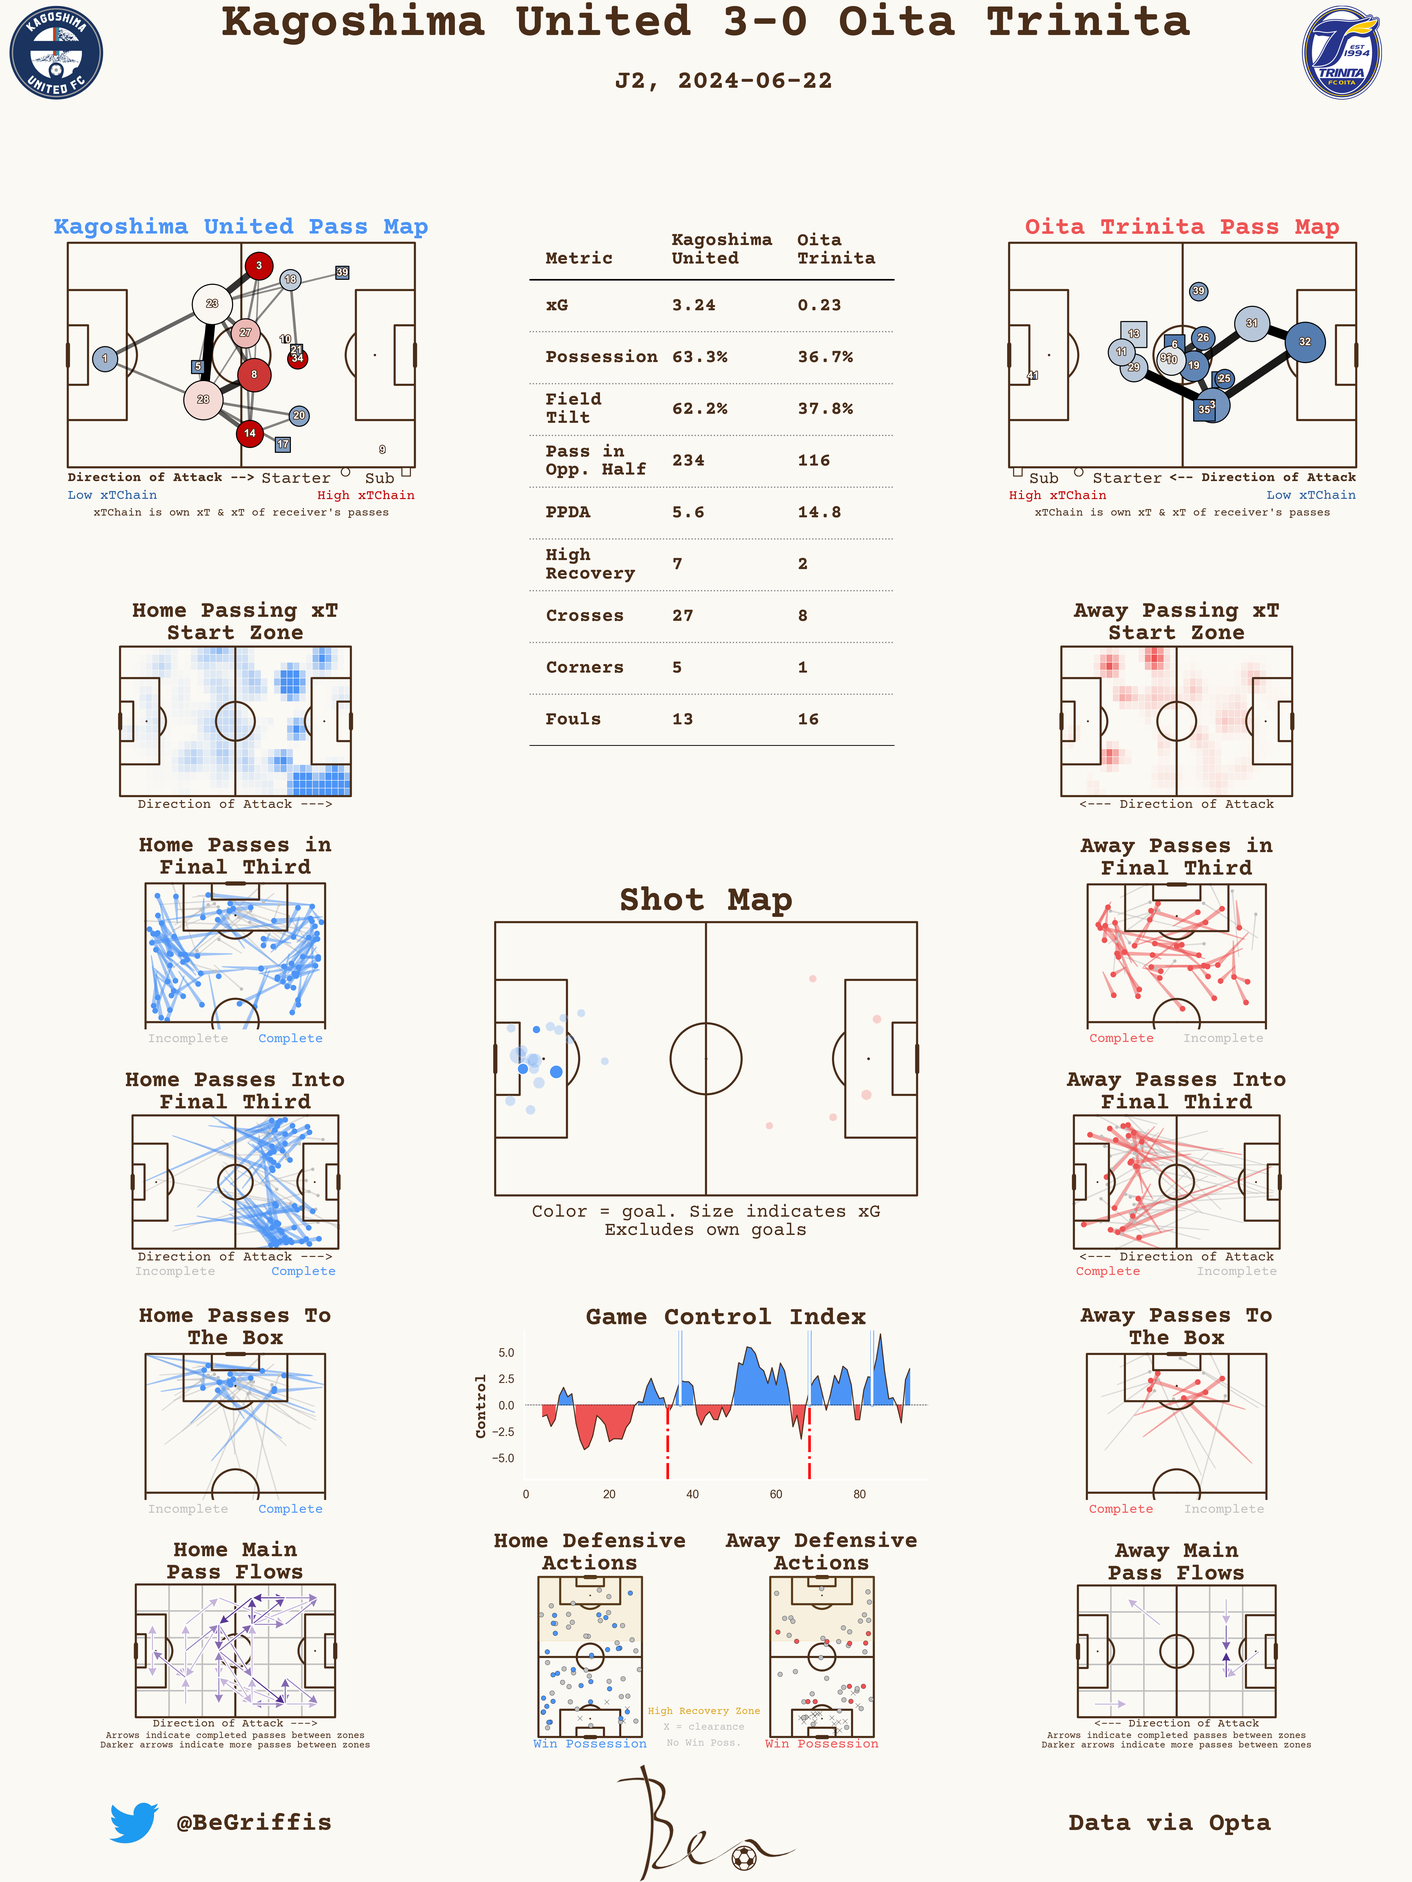 Kagoshima United 3-0 Oita Trinita
J2, 2024-06-22
KAGOSHIMA
UNITED FC
EST
1994
TRINITA
FC OITA
Kagoshima United Pass Map
3
18
39
23
27
10
21
34
1
5
8
28
20
14
17
9
Direction of Attack --> Starter Sub
Low xTChain High xTChain
xTChain is own xT & xT of receiver's passes
Metric Kagoshima United Oita Trinita
xG 3.24 0.23
Possession 63.3% 36.7%
Field Tilt 62.2% 37.8%
Pass in Opp. Half 234 116
PPDA 5.6 14.8
High Recovery 7 2
Crosses 27 8
Corners 5 1
Fouls 13 16
Oita Trinita Pass Map
39
13
31
26
6
32
11
10
29
19
25
41
35
Sub Starter <-- Direction of Attack
High xTChain Low xTChain
xTChain is own xT & xT of receiver's passes
Home Passing xT
Start Zone
Direction of Attack --->
Away Passing xT
Start Zone
<--- Direction of Attack
Home Passes in
Final Third
Incomplete Complete
Away Passes in
Final Third
Complete Incomplete
Shot Map
Color = goal. Size indicates xG
Excludes own goals
Home Passes Into
Final Third
Direction of Attack --->
Incomplete Complete
Away Passes Into
Final Third
<--- Direction of Attack
Complete Incomplete
Home Passes To
The Box
Incomplete Complete
Game Control Index
Control
5.0
2.5
0.0
−2.5
−5.0
0 20 40 60 80
Away Passes To
The Box
Complete Incomplete
Home Main
Pass Flows
Direction of Attack --->
Arrows indicate completed passes between zones
Darker arrows indicate more passes between zones
Home Defensive
Actions
Win Possession
Away Defensive
Actions
Win Possession
High Recovery Zone
X = clearance
No Win Poss.
Away Main
Pass Flows
<--- Direction of Attack
Arrows indicate completed passes between zones
Darker arrows indicate more passes between zones
@BeGriffis
Ben
Data via Opta